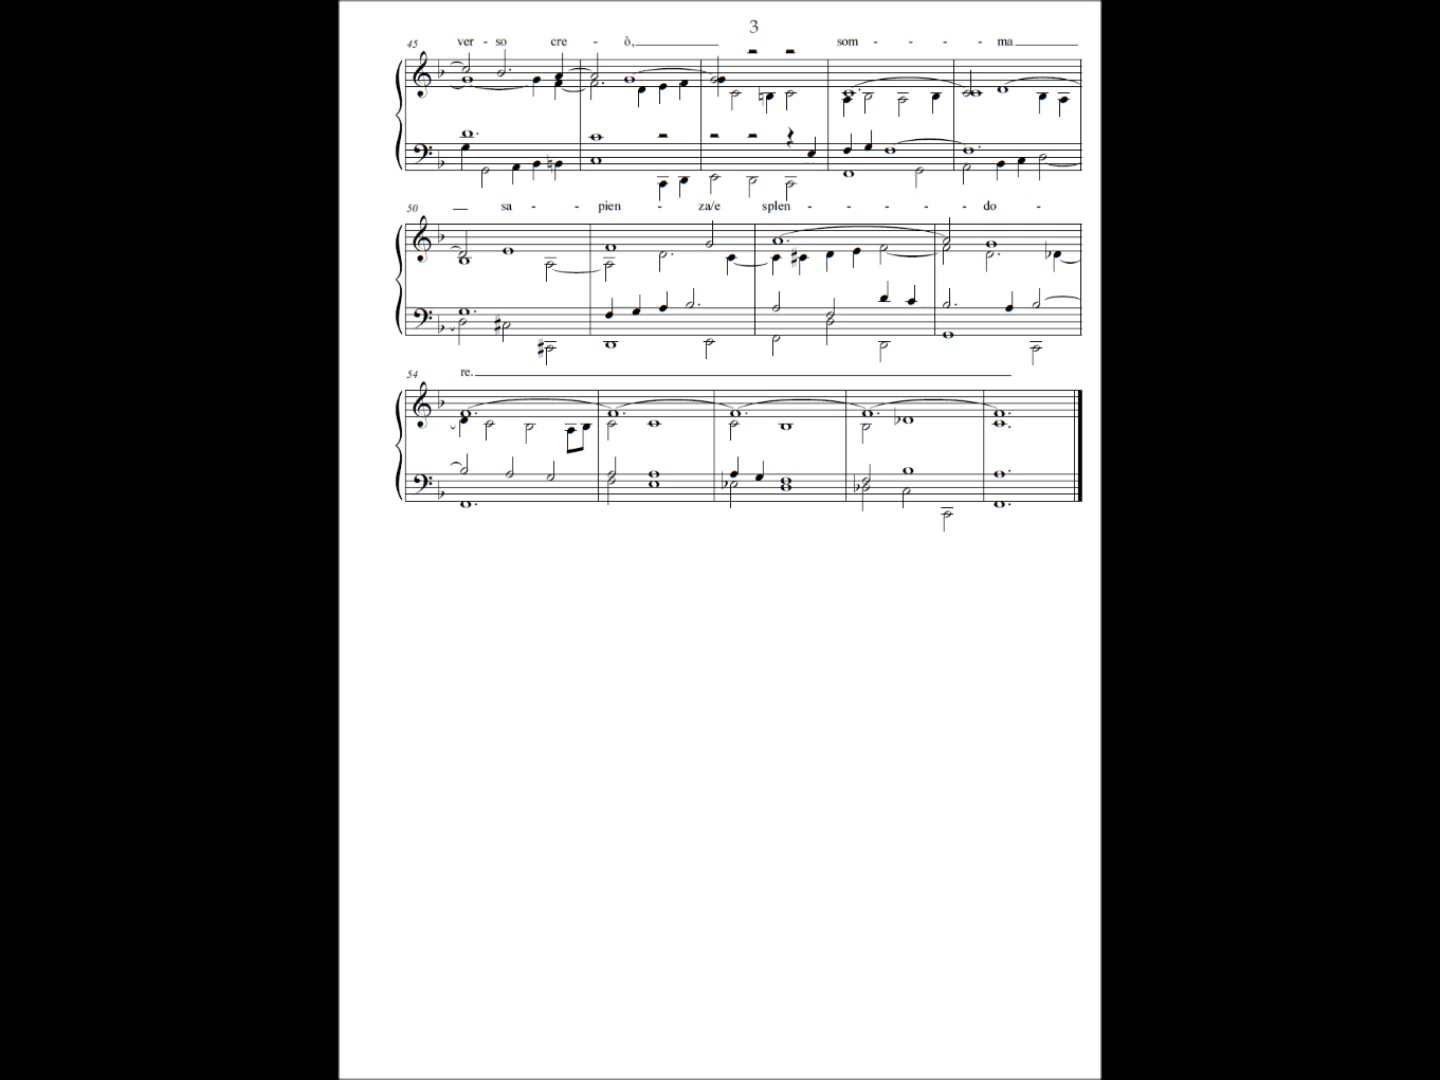 3
45
ver - so cre - ò,
som - - - - ma
50
sa - - pien - za/e splen - - - - - do -
54
re.